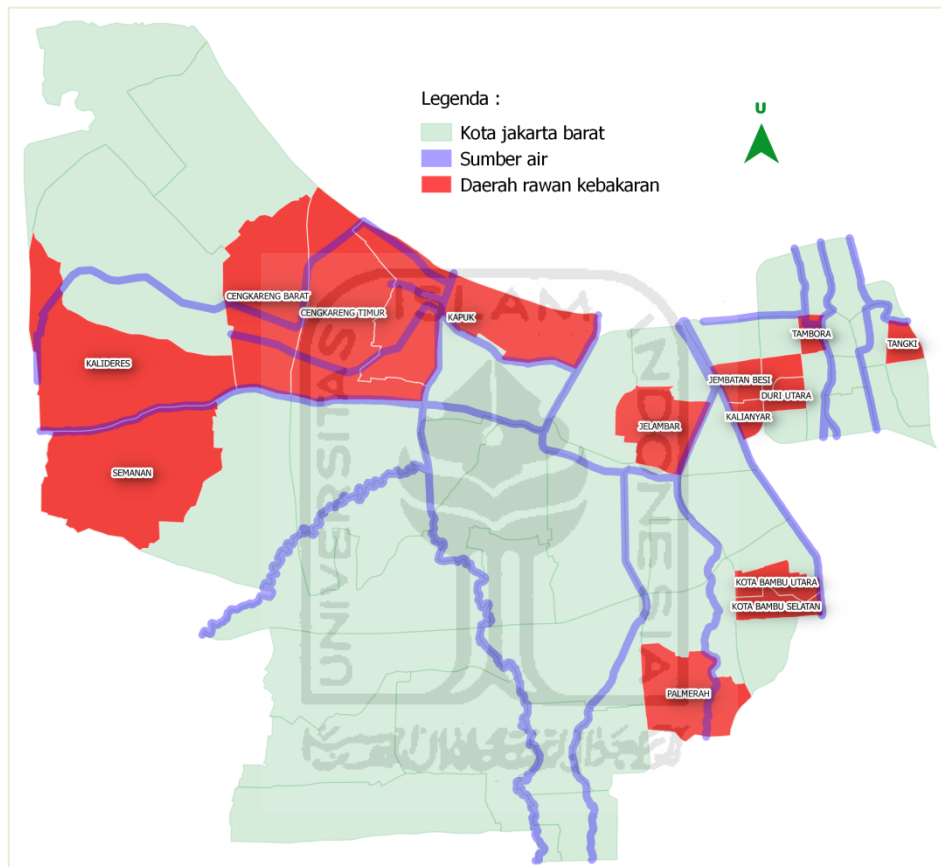 Legenda :
Kota jakarta barat
Sumber air
Daerah rawan kebakaran
U
CENGKARENG BARAT
CENGKARENG TIMUR
KAPUK
KALIDERES
TAMBORA
TANGKI
JEMBATAN BESI
DURI UTARA
KALIANYAR
JELAMBAR
SEMANAN
KOTA BAMBU UTARA
KOTA BAMBU SELATAN
PALMERAH
UNIVERSITAS
ISLAM
INDONESIA